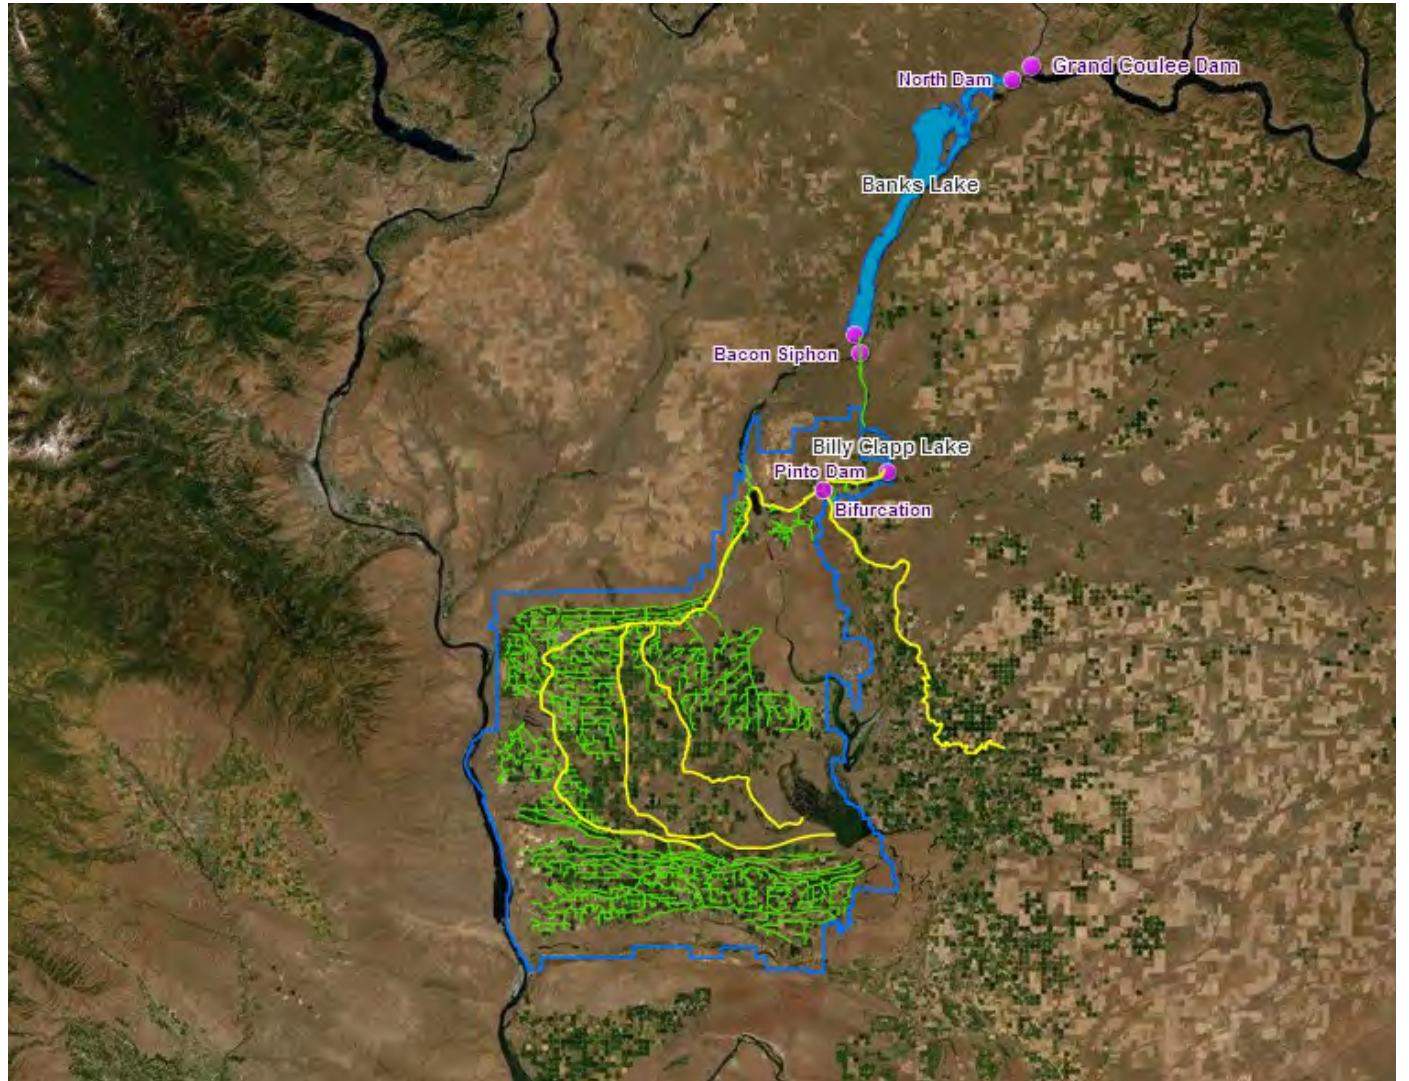 Grand Coulee Dam
North Dam
Banks Lake
Bacon Siphon
Billy Clapp Lake
Pinto Dam
Bifurcation